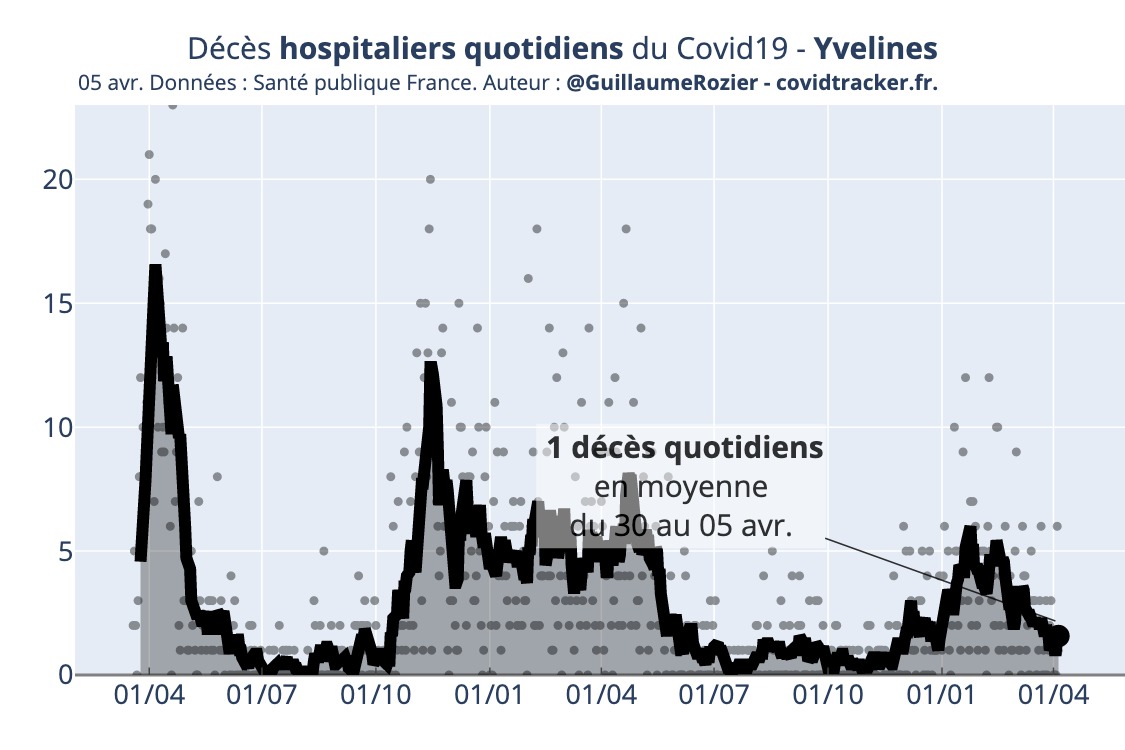 Décès hospitaliers quotidiens du Covid19 - Yvelines
05 avr. Données : Santé publique France. Auteur : @GuillaumeRozier - covidtracker.fr.
20
15
10
1 décès quotidiens
en moyenne
du 30 au 05 avr.
5
0
01/04 01/07 01/10 01/01 01/04 01/07 01/10 01/01 01/04